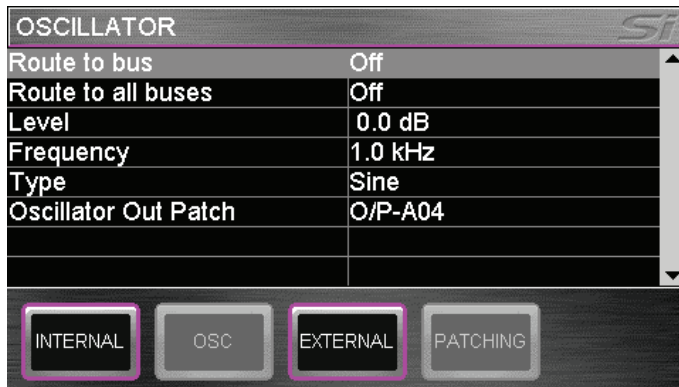 OSCILLATOR Si
Route to bus Off
Route to all buses Off
Level 0.0 dB
Frequency 1.0 kHz
Type Sine
Oscillator Out Patch O/P-A04
INTERNAL OSC EXTERNAL PATCHING